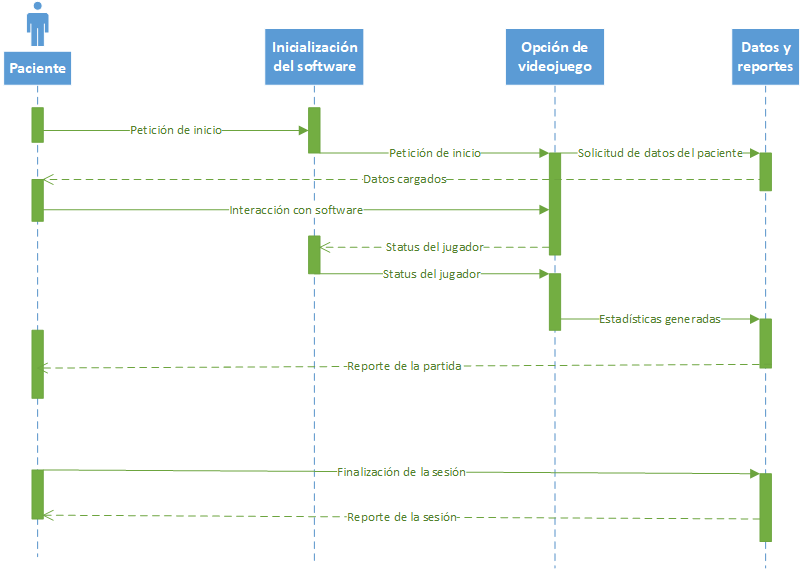 Paciente
Inicialización
del software
Opción de
videojuego
Datos y
reportes
Petición de inicio
Petición de inicio
Solicitud de datos del paciente
Datos cargados
Interacción con software
Status del jugador
Status del jugador
Estadísticas generadas
Reporte de la partida
Finalización de la sesión
Reporte de la sesión